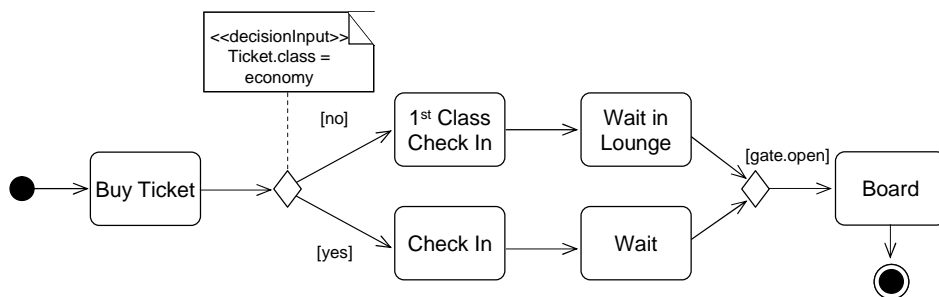 <<decisionInput>>
Ticket.class =
economy
[no]
1st Class
Check In
Wait in
Lounge
[gate.open]
Buy Ticket
Board
[yes]
Check In
Wait